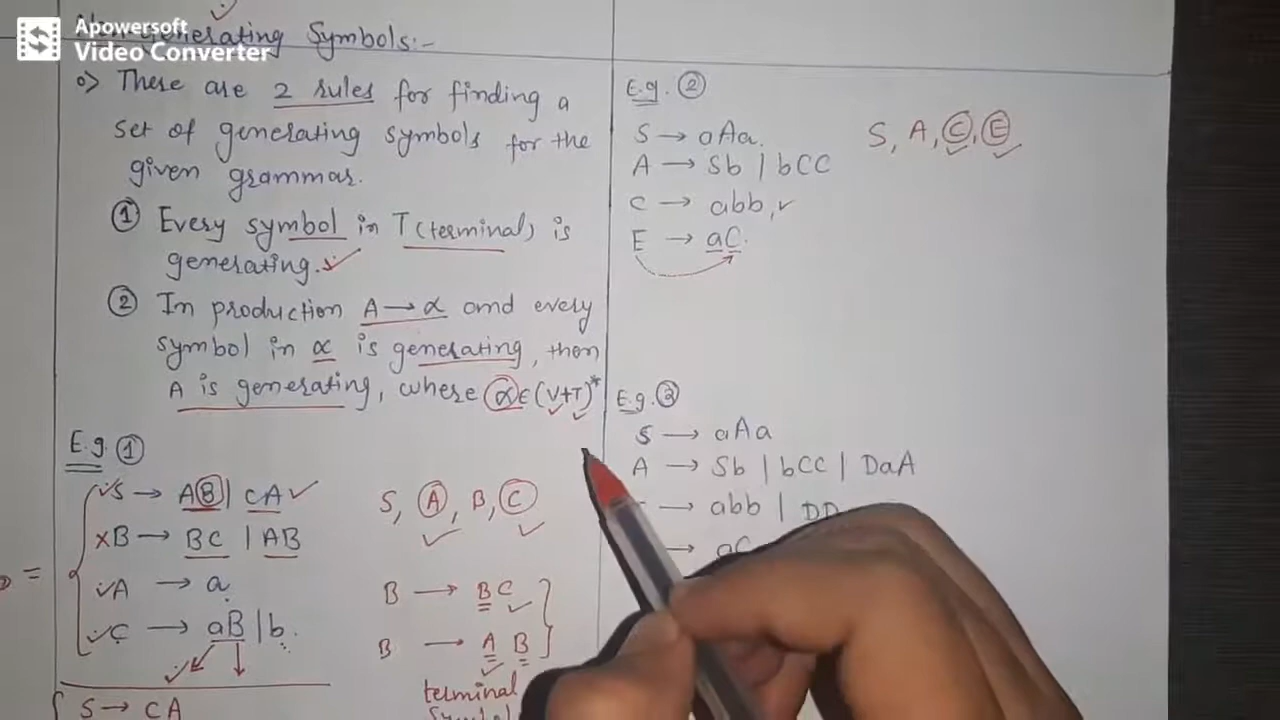 Apowersoft
Video Converter
Non-generating Symbols:-
There are 2 rules for finding a
set of generating symbols for the
given grammar.
① Every symbol in T(terminal) is
generating.
② In production A → α and every
symbol in α is generating, then
A is generating, where α∈(V+T)*
E.g. ①
S → AB | CA
B → BC | AB
A → a
C → aB | b.
S → CA
S, A, B, C
B → BC
B → A B
terminal
E.g. ②
S → aAa.
A → Sb | bCC
C → abb,
E → aC.
S, A, C, E
E.g. ③
S → aAa
A → Sb | bCC | DaA
→ abb | DD
→ aC